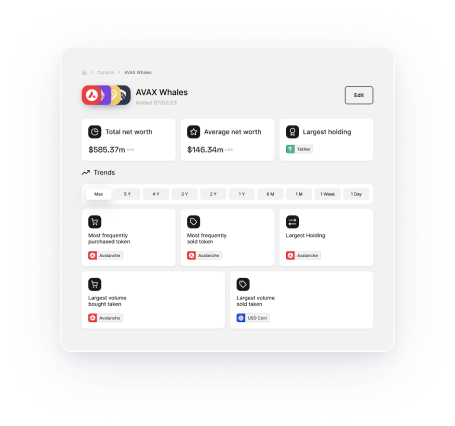 Cohorts > AVAX Whales
AVAX Whales
Added 07/02/23
Edit
Total net worth
$585.37m
Average net worth
$146.34m
Largest holding
Tether
Trends
Max
5 Y
4 Y
3 Y
2 Y
1 Y
6 M
1 M
1 Week
1 Day
Most frequently
purchased token
Avalanche
Most frequently
sold token
Avalanche
Largest Holding
Avalanche
Largest volume
bought taken
Avalanche
Largest volume
sold taken
USD Coin